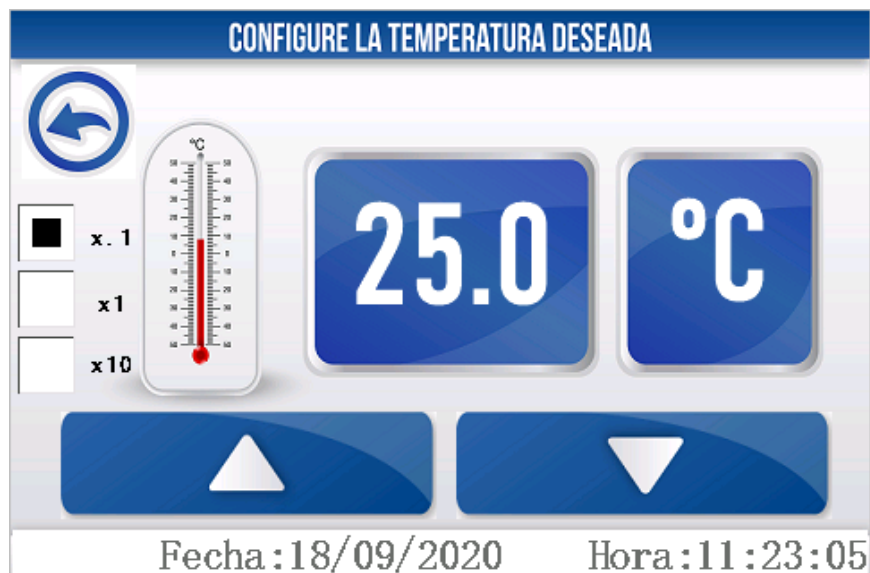 CONFIGURE LA TEMPERATURA DESEADA
°C
x.1
x1
x10
25.0
°C
Fecha:18/09/2020 Hora:11:23:05